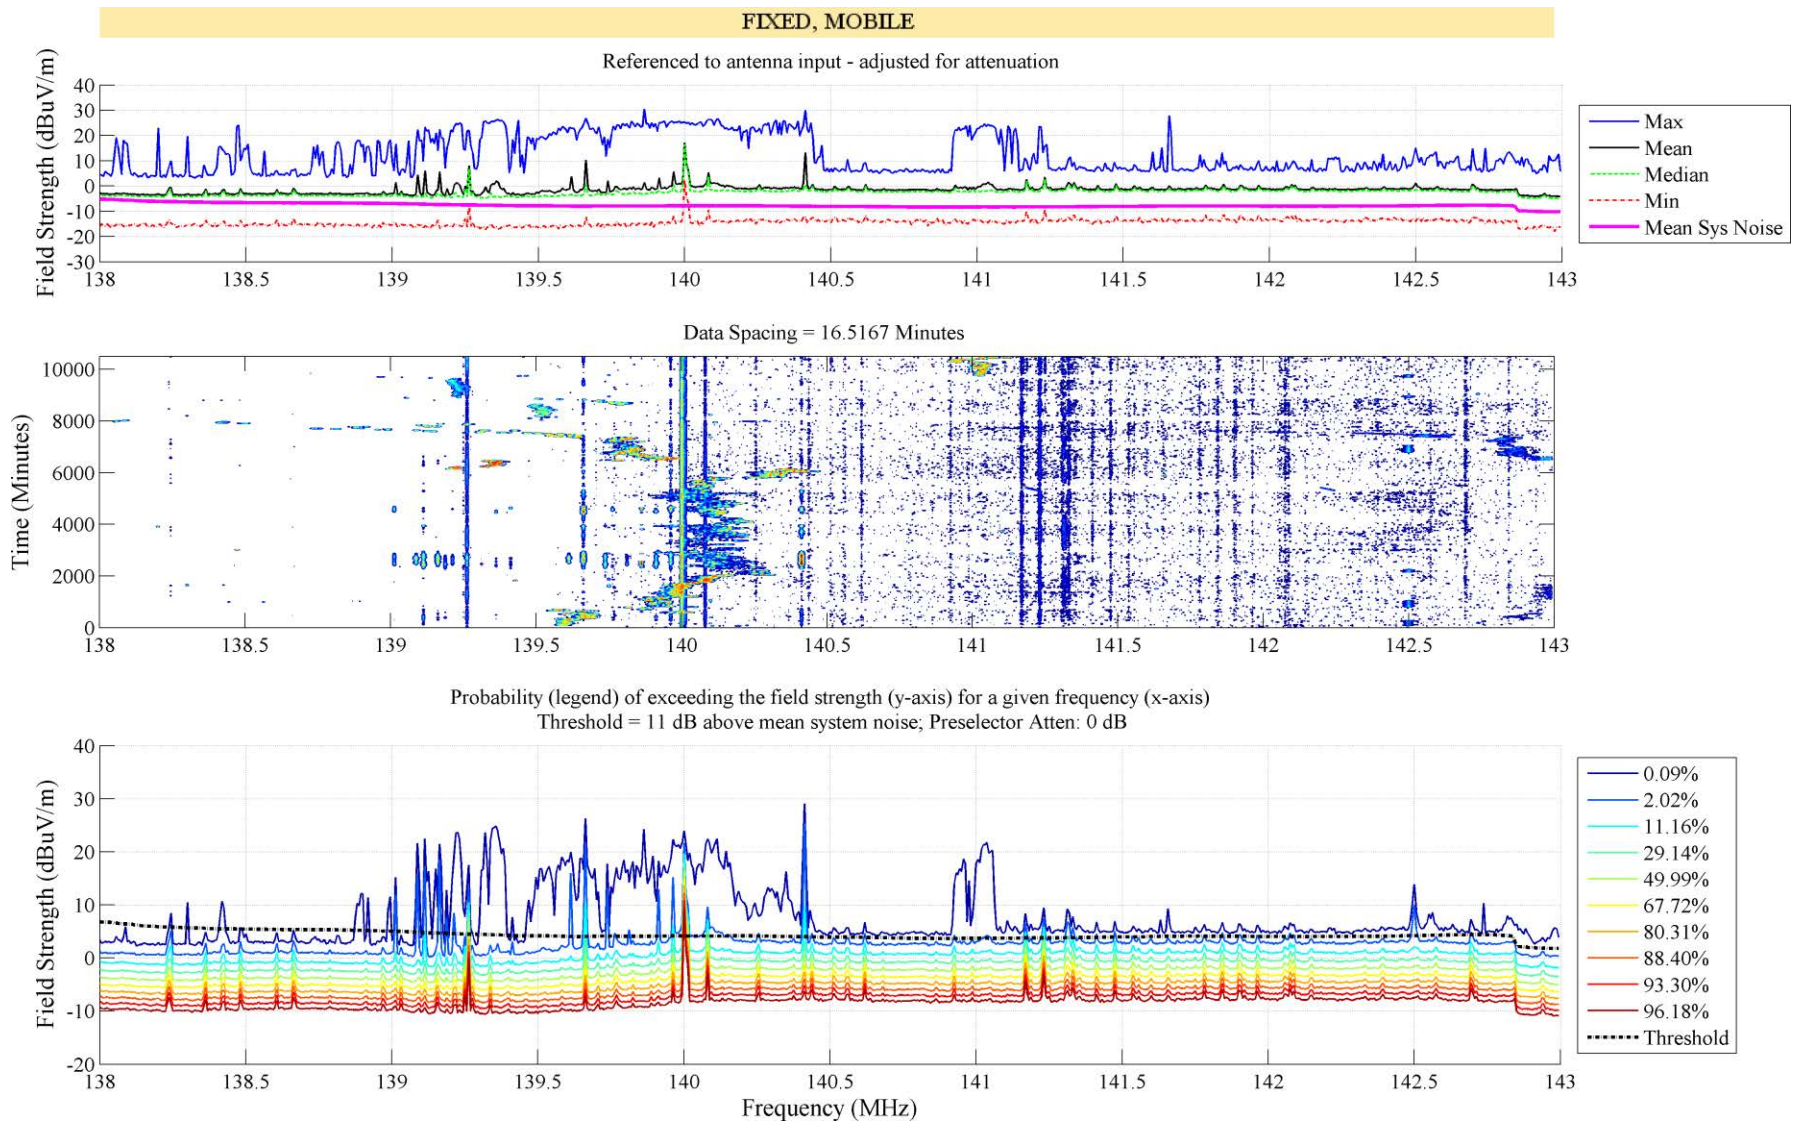 FIXED, MOBILE
Referenced to antenna input - adjusted for attenuation
Field Strength (dBuV/m)
40
30
20
10
0
-10
-20
-30
138 138.5 139 139.5 140 140.5 141 141.5 142 142.5 143
Max
Mean
Median
Min
Mean Sys Noise
Data Spacing = 16.5167 Minutes
Time (Minutes)
10000
8000
6000
4000
2000
0
138 138.5 139 139.5 140 140.5 141 141.5 142 142.5 143
Probability (legend) of exceeding the field strength (y-axis) for a given frequency (x-axis)
Threshold = 11 dB above mean system noise; Preselector Atten: 0 dB
Field Strength (dBuV/m)
40
30
20
10
0
-10
-20
138 138.5 139 139.5 140 140.5 141 141.5 142 142.5 143
Frequency (MHz)
0.09%
2.02%
11.16%
29.14%
49.99%
67.72%
80.31%
88.40%
93.30%
96.18%
Threshold